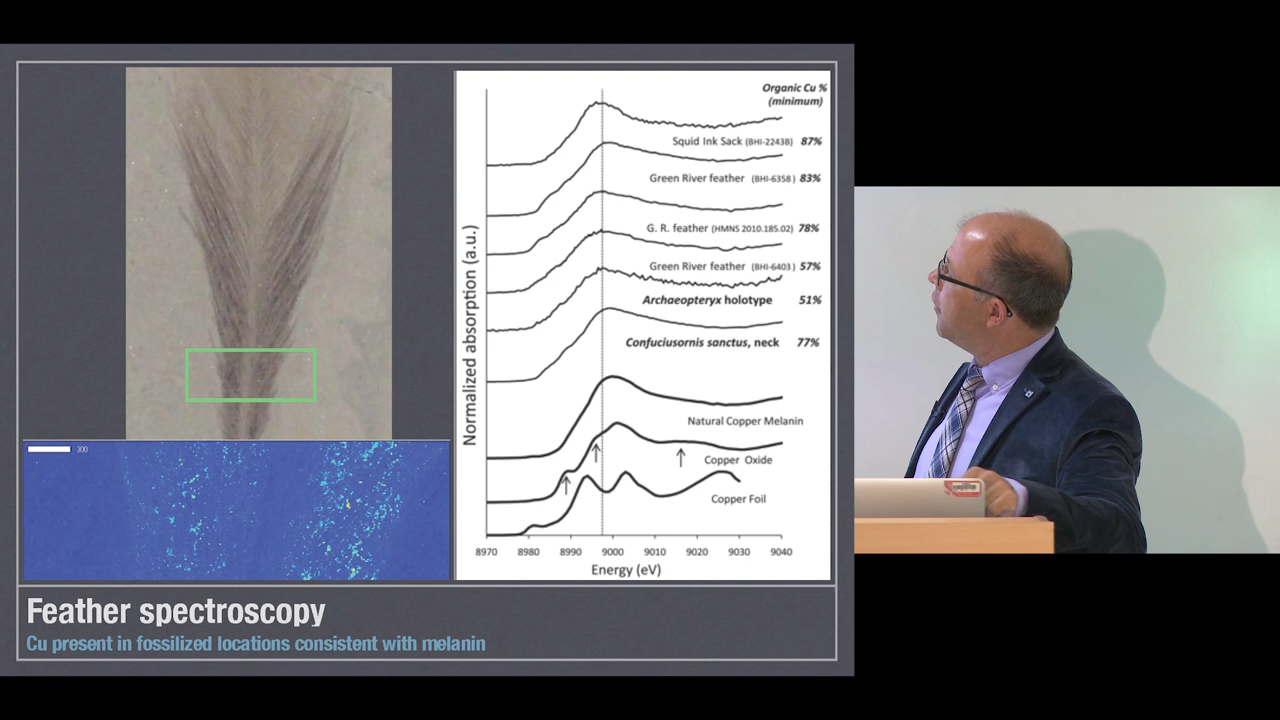 Organic Cu %
(minimum)
Squid Ink Sack (BHI-2243B) 87%
Green River feather (BHI-6358) 83%
G. R. feather (HMNS 2010.185.02) 78%
Green River feather (BHI-6403) 57%
Archaeopteryx holotype 51%
Confuciusornis sanctus, neck 77%
Natural Copper Melanin
Copper Oxide
Copper Foil
Normalized absorption (a.u.)
8970 8980 8990 9000 9010 9020 9030 9040
Energy (eV)
300
Feather spectroscopy
Cu present in fossilized locations consistent with melanin